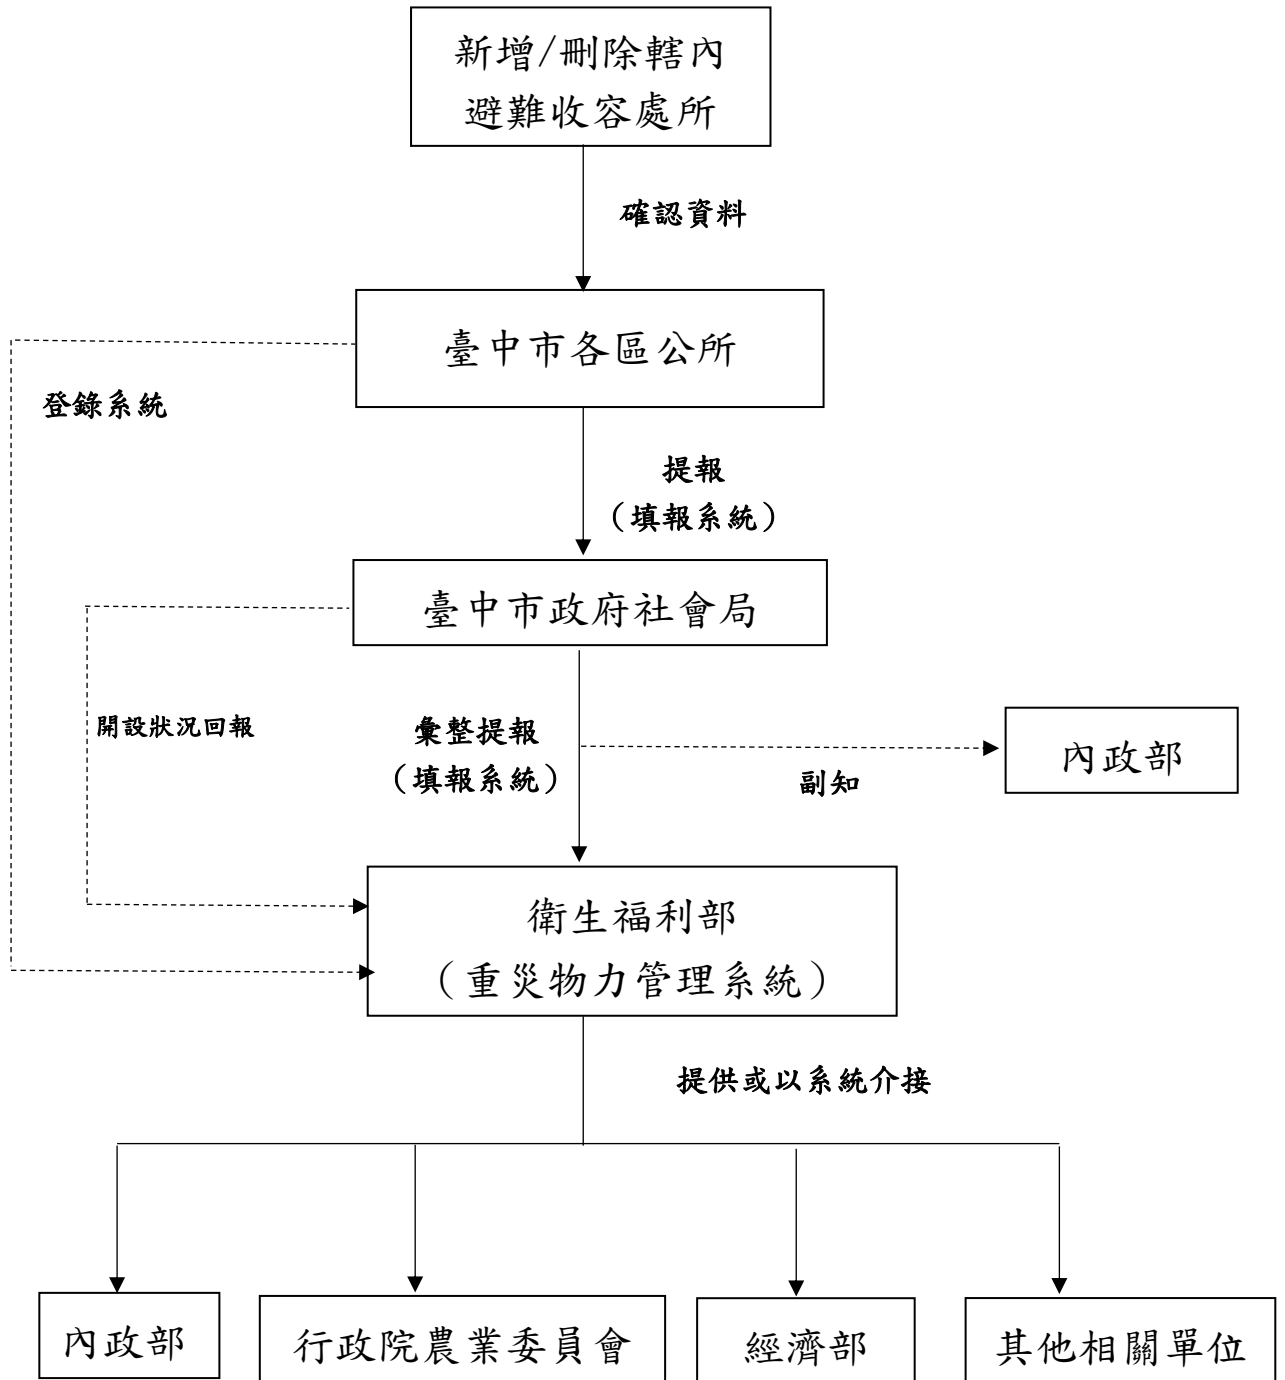 新增/刪除轄內
避難收容處所
確認資料
臺中市各區公所
登錄系統
提報
（填報系統）
臺中市政府社會局
開設狀況回報
彙整提報
（填報系統）
副知
內政部
衛生福利部
（重災物力管理系統）
提供或以系統介接
內政部
行政院農業委員會
經濟部
其他相關單位